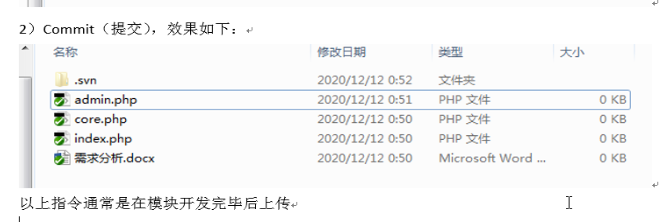 2）Commit（提交），效果如下：
名称 修改日期 类型 大小
.svn 2020/12/12 0:52 文件夹
admin.php 2020/12/12 0:51 PHP 文件 0 KB
core.php 2020/12/12 0:50 PHP 文件 0 KB
index.php 2020/12/12 0:50 PHP 文件 0 KB
需求分析.docx 2020/12/12 0:50 Microsoft Word ... 0 KB
以上指令通常是在模块开发完毕后上传